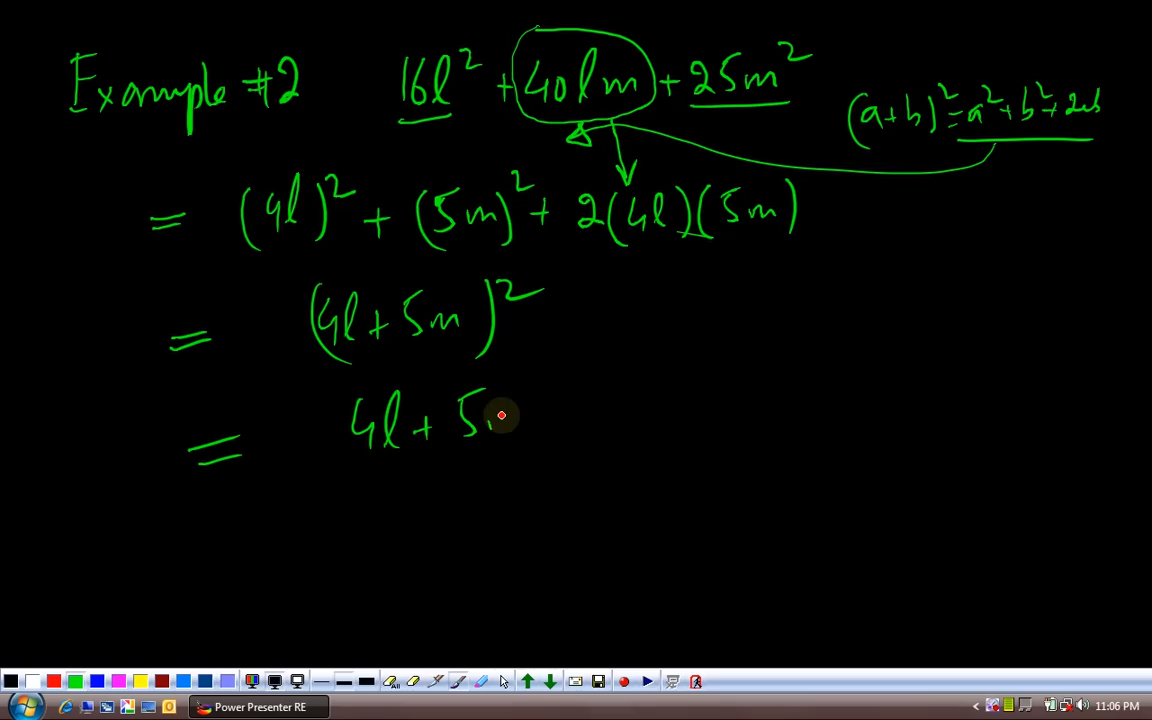 Example #2 16l² + 40lm + 25m²
(a+b)² = a² + b² + 2ab
= (4l)² + (5m)² + 2(4l)(5m)
= (4l + 5m)²
= 4l + 5
Power Presenter RE
11:06 PM